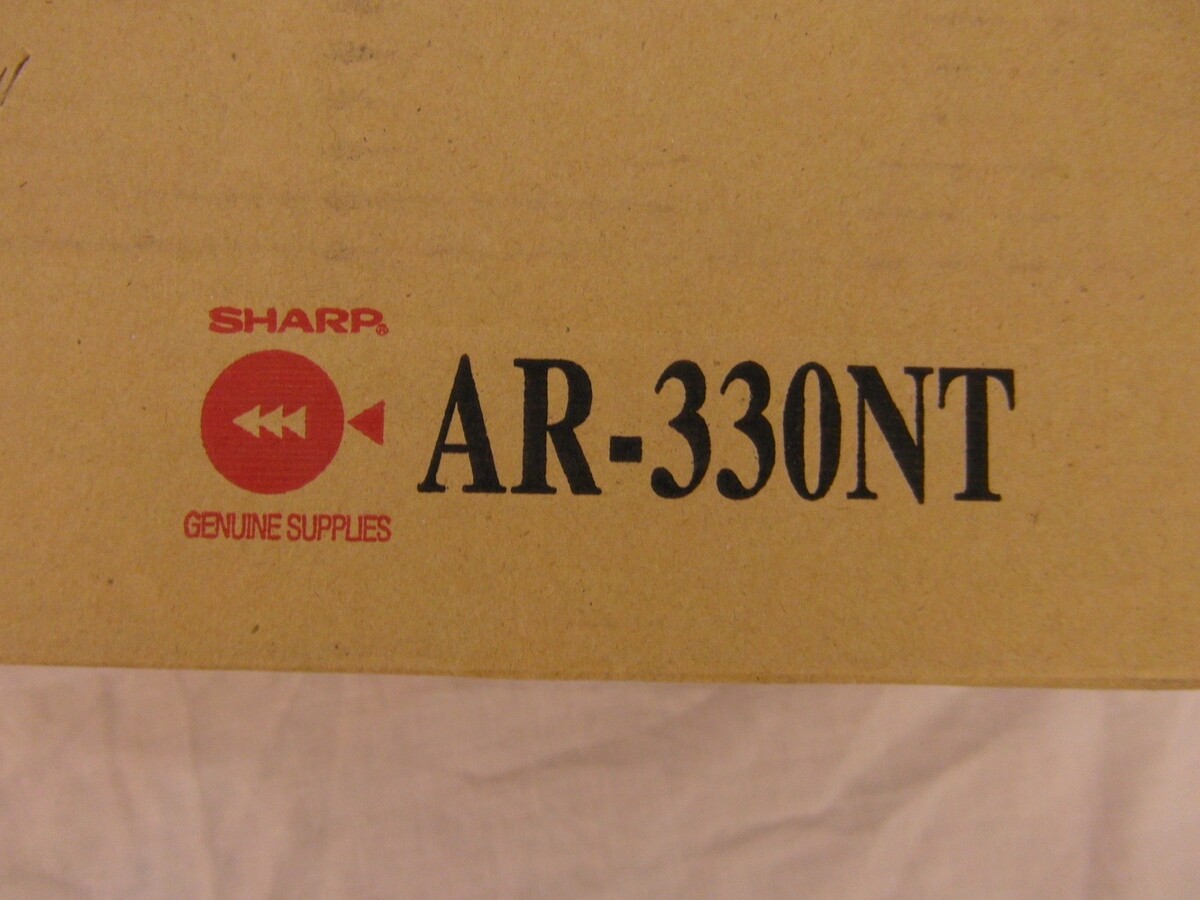 SHARP®
AR-330NT
GENUINE SUPPLIES